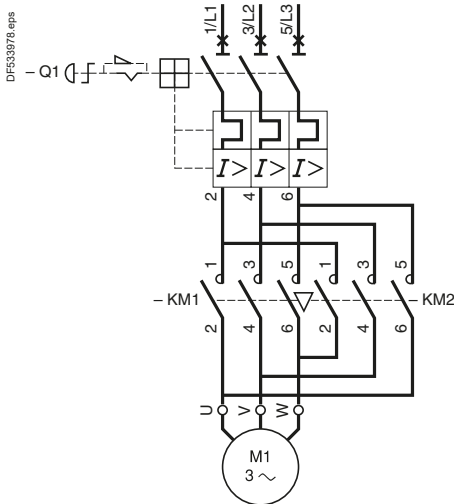 DF533978.eps
1/L1 3/L2 5/L3
– Q1
I> I> I>
2 4 6
1 3 5 1 3 5
– KM1 – KM2
2 4 6 2 4 6
U V W
M1
3 ~